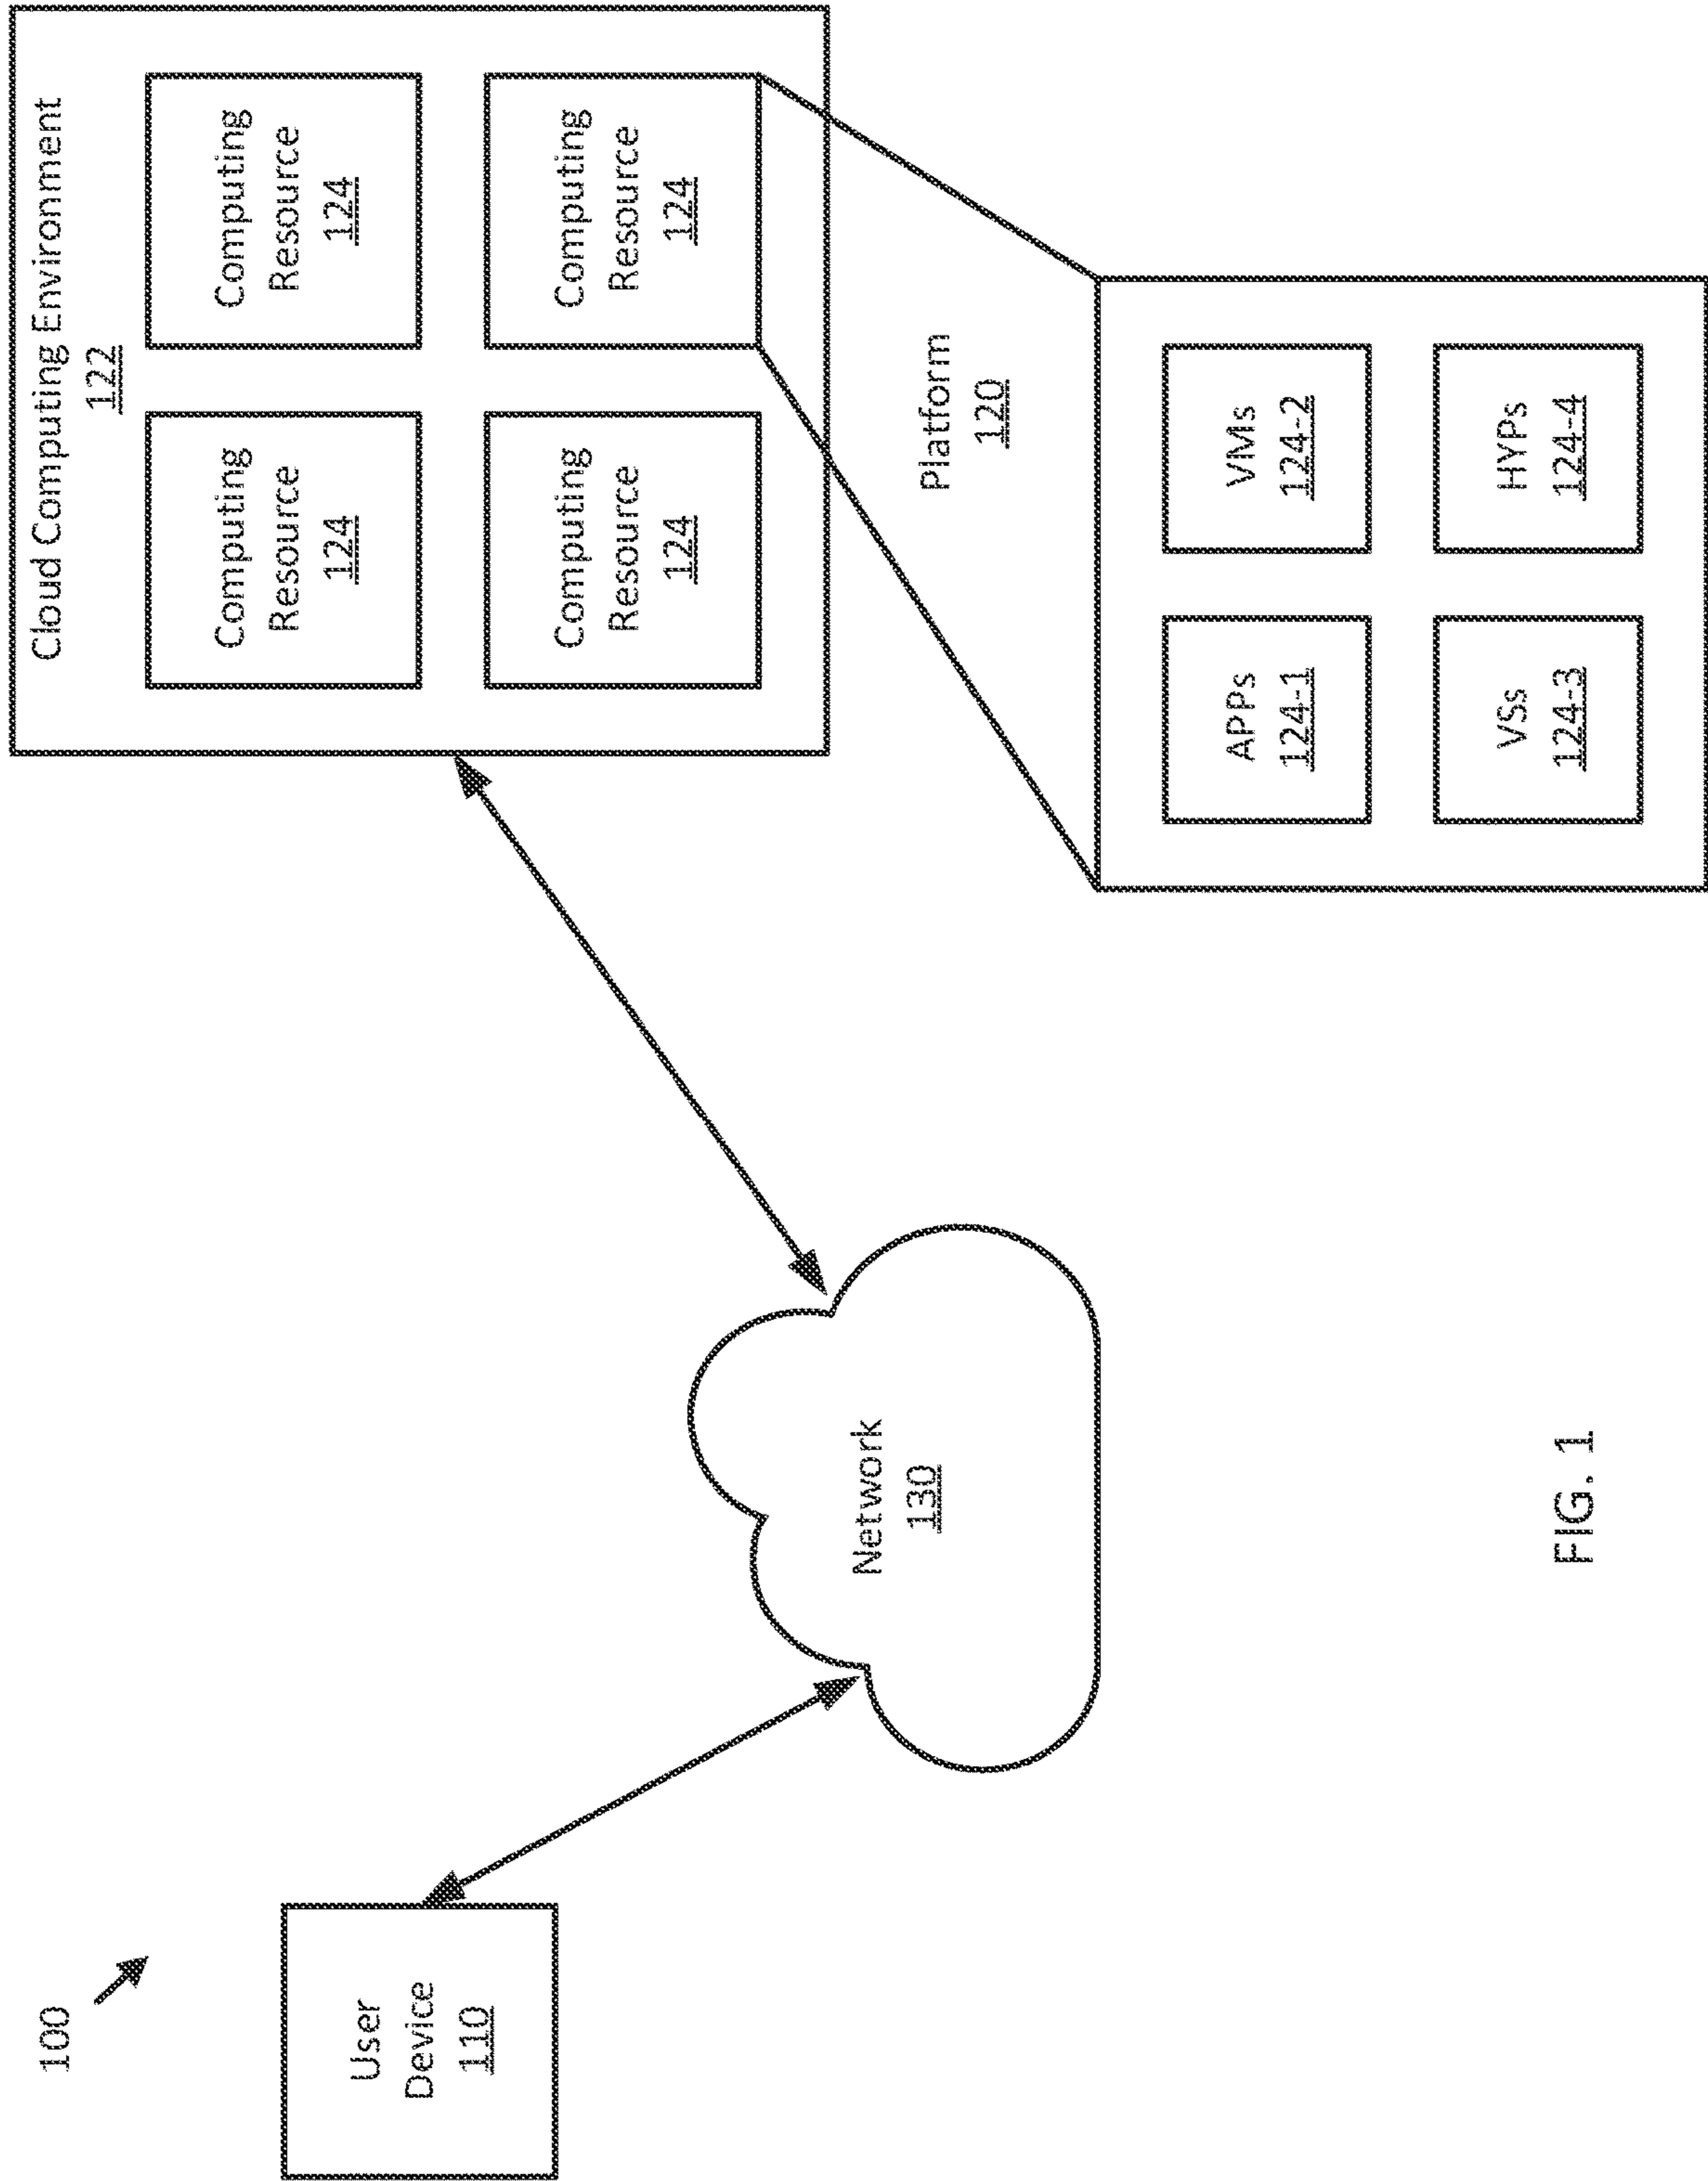 100
User
Device
110
Network
130
Cloud Computing Environment
122
Computing
Resource
124
Computing
Resource
124
Computing
Resource
124
Computing
Resource
124
Platform
120
APPs
124-1
VMs
124-2
VSs
124-3
HYPs
124-4
FIG. 1